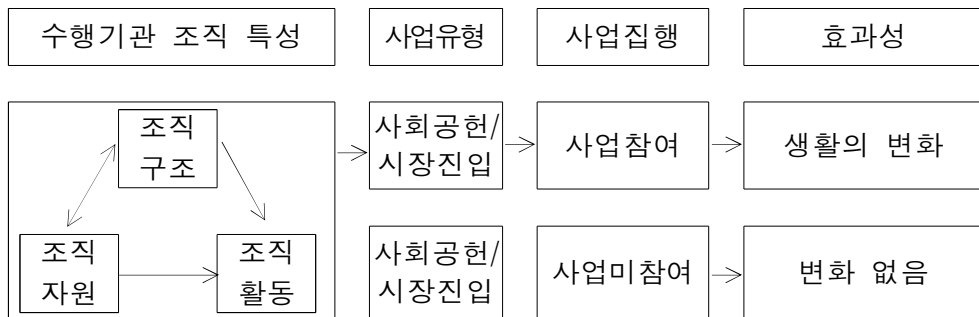 수행기관 조직 특성
사업유형
사업집행
효과성
조직
구조
조직
자원
조직
활동
사회공헌/
시장진입
사업참여
생활의 변화
사회공헌/
시장진입
사업미참여
변화 없음